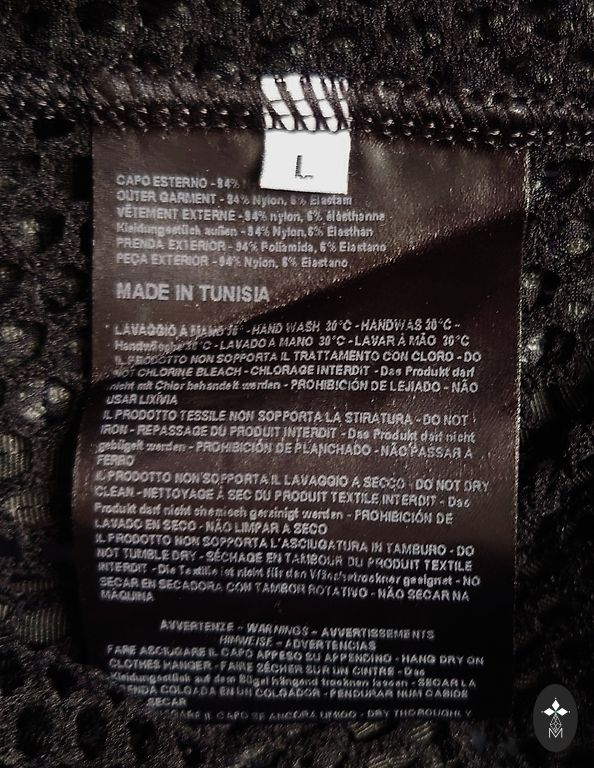 L
CAPO ESTERNO - 94%
OUTER GARMENT - 94% Nylon, 6% Elastam
VÊTEMENT EXTERNE - 94% nylon, 6% élasthanne
Kleidungsstück außen - 94% Nylon, 6% Elasthan
PRENDA EXTERIOR - 94% Poliamida, 6% Elastano
PEÇA EXTERIOR - 94% Nylon, 6% Elastano
MADE IN TUNISIA
LAVAGGIO A MANO 30° - HAND WASH 30°C - HANDWAS 30°C -
Handwäsche 30°C - LAVADO A MANO 30°C - LAVAR À MÃO 30°C
IL PRODOTTO NON SOPPORTA IL TRATTAMENTO CON CLORO - DO
NOT CHLORINE BLEACH - CHLORAGE INTERDIT - Das Produkt darf
nicht mit Chlor behandelt werden - PROHIBICIÓN DE LEJIADO - NÃO
USAR LIXÍVIA
IL PRODOTTO TESSILE NON SOPPORTA LA STIRATURA - DO NOT
IRON - REPASSAGE DU PRODUIT INTERDIT - Das Produkt darf nicht
gebügelt werden - PROHIBICIÓN DE PLANCHADO - NÃO PASSAR A
FERRO
IL PRODOTTO NON SOPPORTA IL LAVAGGIO A SECCO - DO NOT DRY
CLEAN - NETTOYAGE À SEC DU PRODUIT TEXTILE INTERDIT - Das
Produkt darf nicht chemisch gereinigt werden - PROHIBICIÓN DE
LAVADO EN SECO - NÃO LIMPAR A SECO
IL PRODOTTO NON SOPPORTA L'ASCIUGATURA IN TAMBURO - DO
NOT TUMBLE DRY - SÉCHAGE EN TAMBOUR DU PRODUIT TEXTILE
INTERDIT - Die Textilie ist nicht für den Wäschetrockner geeignet - NO
SECAR EN SECADORA CON TAMBOR ROTATIVO - NÃO SECAR NA
MÁQUINA
AVVERTENZE - WARNINGS - AVVERTISSEMENTS
HINWEISE - ADVERTENCIAS
FARE ASCIUGARE IL CAPO APPESO SU APPENDINO - HANG DRY ON
CLOTHES HANGER - FAIRE SÉCHER SUR UN CINTRE - Das
Kleidungsstück auf dem Bügel hängend trocknen lassen - SECAR LA
PRENDA COLGADA EN UN COLGADOR - PENDURAR NUM CABIDE
SECAR
IL CAPO SE ANCORA UMIDO - DRY THOROUGHLY
M